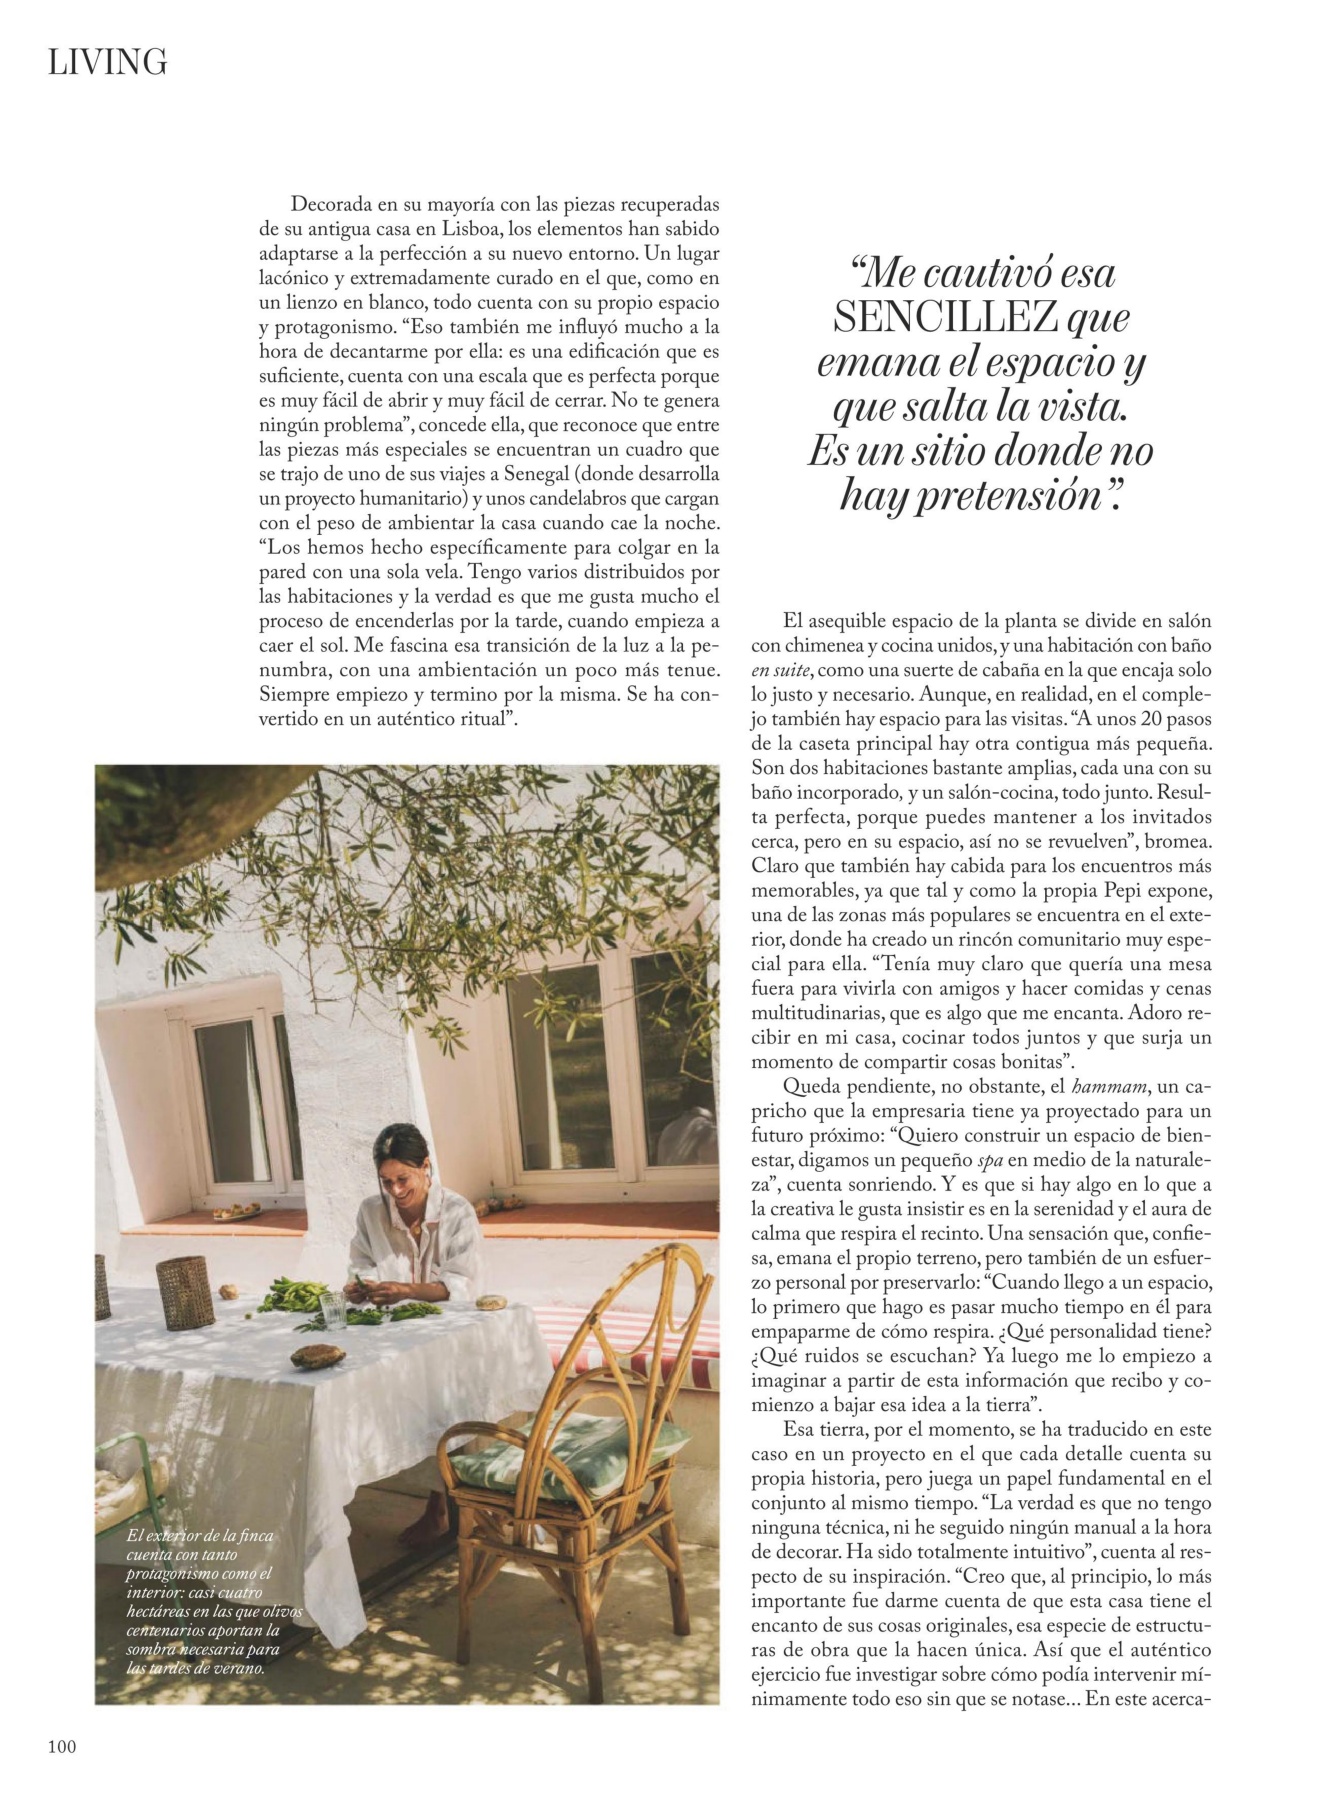 LIVING
Decorada en su mayoría con las piezas recuperadas
de su antigua casa en Lisboa, los elementos han sabido
adaptarse a la perfección a su nuevo entorno. Un lugar
lacónico y extremadamente curado en el que, como en
un lienzo en blanco, todo cuenta con su propio espacio
y protagonismo. “Eso también me influyó mucho a la
hora de decantarme por ella: es una edificación que es
suficiente, cuenta con una escala que es perfecta porque
es muy fácil de abrir y muy fácil de cerrar. No te genera
ningún problema”, concede ella, que reconoce que entre
las piezas más especiales se encuentran un cuadro que
se trajo de uno de sus viajes a Senegal (donde desarrolla
un proyecto humanitario) y unos candelabros que cargan
con el peso de ambientar la casa cuando cae la noche.
“Los hemos hecho específicamente para colgar en la
pared con una sola vela. Tengo varios distribuidos por
las habitaciones y la verdad es que me gusta mucho el
proceso de encenderlas por la tarde, cuando empieza a
caer el sol. Me fascina esa transición de la luz a la pe-
numbra, con una ambientación un poco más tenue.
Siempre empiezo y termino por la misma. Se ha con-
vertido en un auténtico ritual”.
El exterior de la finca
cuenta con tanto
protagonismo como el
interior: casi cuatro
hectáreas en las que olivos
centenarios aportan la
sombra necesaria para
las tardes de verano.
“Me cautivó esa
SENCILLEZ que
emana el espacio y
que salta la vista.
Es un sitio donde no
hay pretensión”.
El asequible espacio de la planta se divide en salón
con chimenea y cocina unidos, y una habitación con baño
en suite, como una suerte de cabaña en la que encaja solo
lo justo y necesario. Aunque, en realidad, en el comple-
jo también hay espacio para las visitas. “A unos 20 pasos
de la caseta principal hay otra contigua más pequeña.
Son dos habitaciones bastante amplias, cada una con su
baño incorporado, y un salón-cocina, todo junto. Resul-
ta perfecta, porque puedes mantener a los invitados
cerca, pero en su espacio, así no se revuelven”, bromea.
Claro que también hay cabida para los encuentros más
memorables, ya que tal y como la propia Pepi expone,
una de las zonas más populares se encuentra en el exte-
rior, donde ha creado un rincón comunitario muy espe-
cial para ella. “Tenía muy claro que quería una mesa
fuera para vivirla con amigos y hacer comidas y cenas
multitudinarias, que es algo que me encanta. Adoro re-
cibir en mi casa, cocinar todos juntos y que surja un
momento de compartir cosas bonitas”.
Queda pendiente, no obstante, el hammam, un ca-
pricho que la empresaria tiene ya proyectado para un
futuro próximo: “Quiero construir un espacio de bien-
estar, digamos un pequeño spa en medio de la naturale-
za”, cuenta sonriendo. Y es que si hay algo en lo que a
la creativa le gusta insistir es en la serenidad y el aura de
calma que respira el recinto. Una sensación que, confie-
sa, emana el propio terreno, pero también de un esfuer-
zo personal por preservarlo: “Cuando llego a un espacio,
lo primero que hago es pasar mucho tiempo en él para
empaparme de cómo respira. ¿Qué personalidad tiene?
¿Qué ruidos se escuchan? Ya luego me lo empiezo a
imaginar a partir de esta información que recibo y co-
mienzo a bajar esa idea a la tierra”.
Esa tierra, por el momento, se ha traducido en este
caso en un proyecto en el que cada detalle cuenta su
propia historia, pero juega un papel fundamental en el
conjunto al mismo tiempo. “La verdad es que no tengo
ninguna técnica, ni he seguido ningún manual a la hora
de decorar. Ha sido totalmente intuitivo”, cuenta al res-
pecto de su inspiración. “Creo que, al principio, lo más
importante fue darme cuenta de que esta casa tiene el
encanto de sus cosas originales, esa especie de estructu-
ras de obra que la hacen única. Así que el auténtico
ejercicio fue investigar sobre cómo podía intervenir mí-
nimamente todo eso sin que se notase... En este acerca-
100